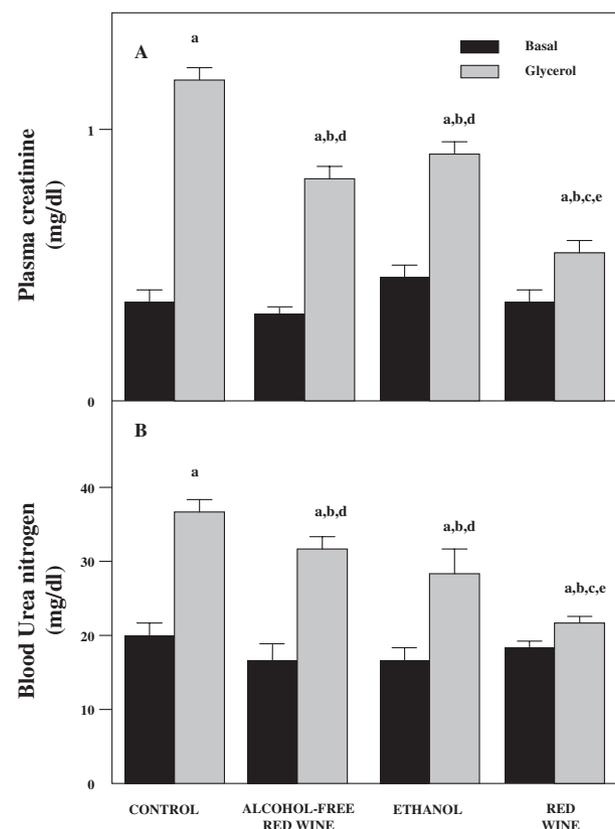 A
Basal
Glycerol
a
a,b,d
a,b,d
a,b,c,e
1
0
Plasma creatinine
(mg/dl)
B
a
a,b,d
a,b,d
a,b,c,e
40
30
20
10
0
Blood Urea nitrogen
(mg/dl)
CONTROL
ALCOHOL-FREE
RED WINE
ETHANOL
RED
WINE